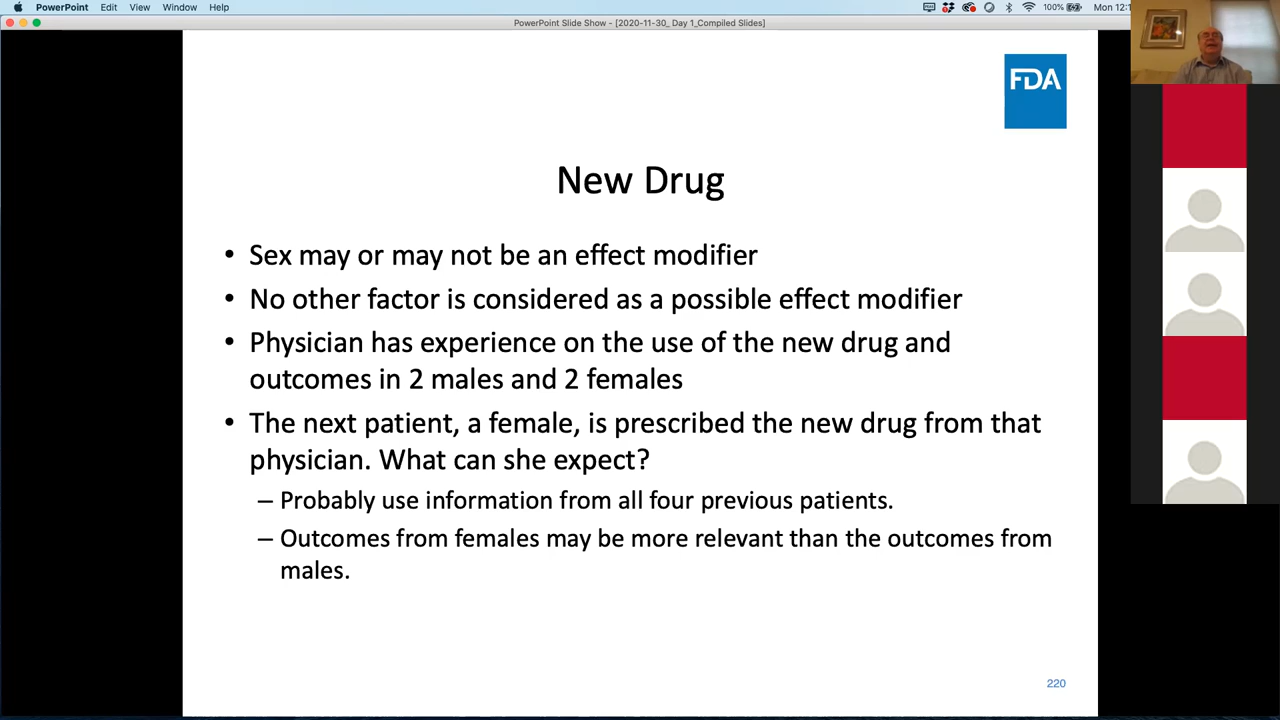 PowerPoint Edit View Window Help 100% Mon 12:1
PowerPoint Slide Show - [2020-11-30_ Day 1_Compiled Slides]
FDA
New Drug
• Sex may or may not be an effect modifier
• No other factor is considered as a possible effect modifier
• Physician has experience on the use of the new drug and
outcomes in 2 males and 2 females
• The next patient, a female, is prescribed the new drug from that
physician. What can she expect?
– Probably use information from all four previous patients.
– Outcomes from females may be more relevant than the outcomes from
males.
220